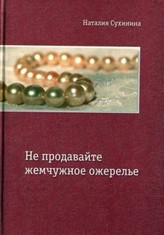 Наталия Сухинина
Не продавайте
жемчужное ожерелье